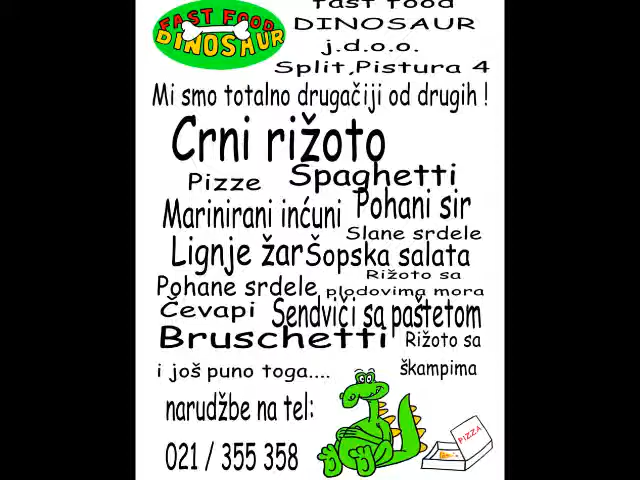 FAST FOOD
DINOSAUR
fast food
DINOSAUR
j.d.o.o.
Split,Pistura 4
Mi smo totalno drugačiji od drugih !
Crni rižoto
Pizze Spaghetti
Marinirani inćuni Pohani sir
Slane srdele
Lignje žar Šopska salata
Rižoto sa
plodovima mora
Pohane srdele
Čevapi Sendviči sa paštetom
Bruschetti Rižoto sa
škampima
i još puno toga....
narudžbe na tel:
021 / 355 358
PIZZA